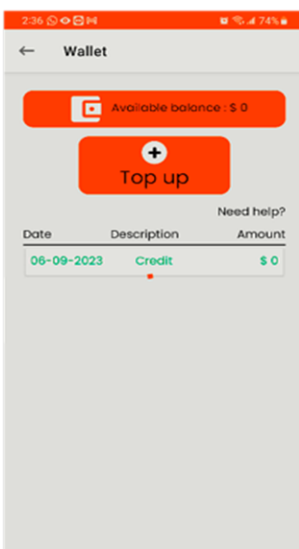 2:36 74%
Wallet
Available balance : $ 0
Top up
Need help?
Date Description Amount
06-09-2023 Credit $ 0